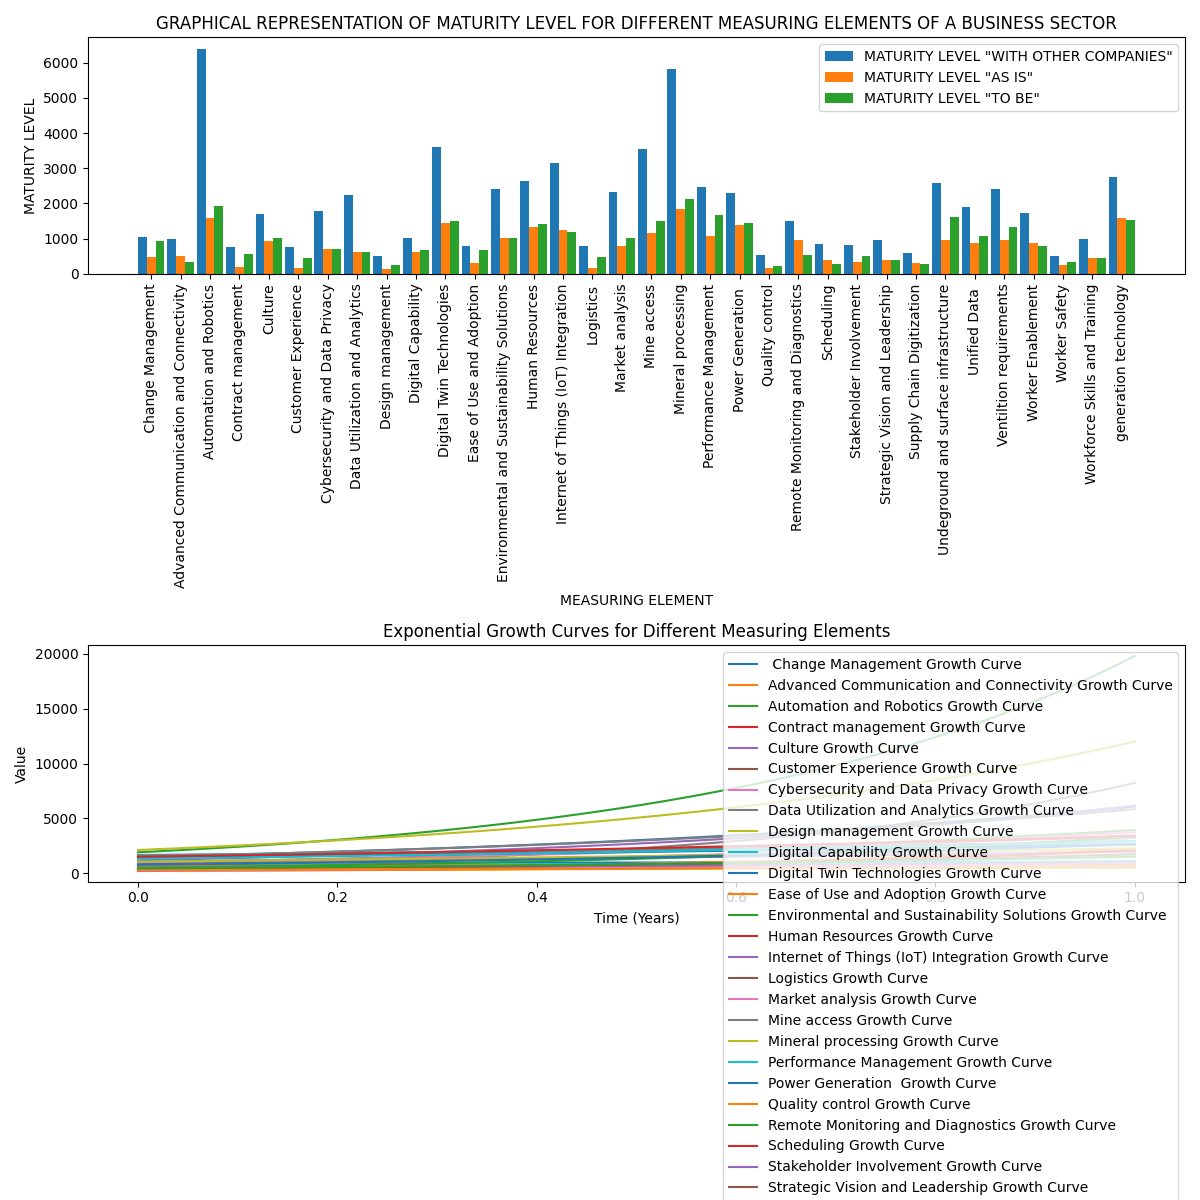 GRAPHICAL REPRESENTATION OF MATURITY LEVEL FOR DIFFERENT MEASURING ELEMENTS OF A BUSINESS SECTOR
MATURITY LEVEL "WITH OTHER COMPANIES"
MATURITY LEVEL "AS IS"
MATURITY LEVEL "TO BE"
MATURITY LEVEL
6000
5000
4000
3000
2000
1000
0
Change Management
Advanced Communication and Connectivity
Automation and Robotics
Contract management
Culture
Customer Experience
Cybersecurity and Data Privacy
Data Utilization and Analytics
Design management
Digital Capability
Digital Twin Technologies
Ease of Use and Adoption
Environmental and Sustainability Solutions
Human Resources
Internet of Things (IoT) Integration
Logistics
Market analysis
Mine access
Mineral processing
Performance Management
Power Generation
Quality control
Remote Monitoring and Diagnostics
Scheduling
Stakeholder Involvement
Strategic Vision and Leadership
Supply Chain Digitization
Undeground and surface infrastructure
Unified Data
Ventiltion requirements
Worker Enablement
Worker Safety
Workforce Skills and Training
generation technology
MEASURING ELEMENT
Exponential Growth Curves for Different Measuring Elements
Value
20000
15000
10000
5000
0
0.0
0.2
0.4
0.6
0.8
1.0
Time (Years)
Change Management Growth Curve
Advanced Communication and Connectivity Growth Curve
Automation and Robotics Growth Curve
Contract management Growth Curve
Culture Growth Curve
Customer Experience Growth Curve
Cybersecurity and Data Privacy Growth Curve
Data Utilization and Analytics Growth Curve
Design management Growth Curve
Digital Capability Growth Curve
Digital Twin Technologies Growth Curve
Ease of Use and Adoption Growth Curve
Environmental and Sustainability Solutions Growth Curve
Human Resources Growth Curve
Internet of Things (IoT) Integration Growth Curve
Logistics Growth Curve
Market analysis Growth Curve
Mine access Growth Curve
Mineral processing Growth Curve
Performance Management Growth Curve
Power Generation  Growth Curve
Quality control Growth Curve
Remote Monitoring and Diagnostics Growth Curve
Scheduling Growth Curve
Stakeholder Involvement Growth Curve
Strategic Vision and Leadership Growth Curve